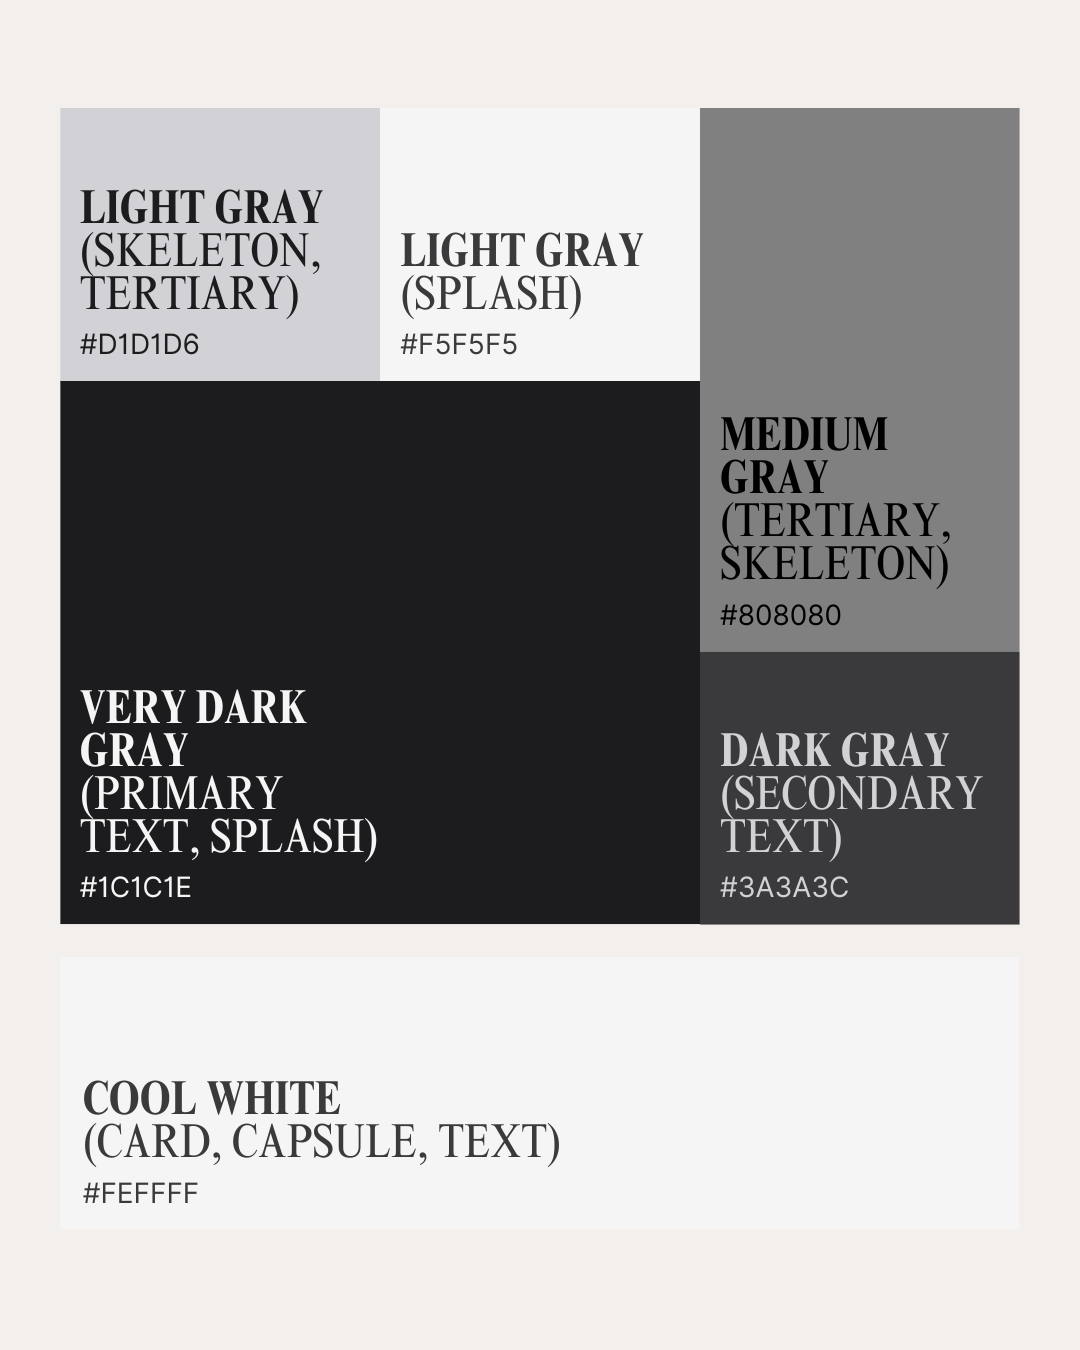 LIGHT GRAY
(SKELETON,
TERTIARY)
#D1D1D6
LIGHT GRAY
(SPLASH)
#F5F5F5
MEDIUM
GRAY
(TERTIARY,
SKELETON)
#808080
VERY DARK
GRAY
(PRIMARY
TEXT, SPLASH)
#1C1C1E
DARK GRAY
(SECONDARY
TEXT)
#3A3A3C
COOL WHITE
(CARD, CAPSULE, TEXT)
#FEFFFF